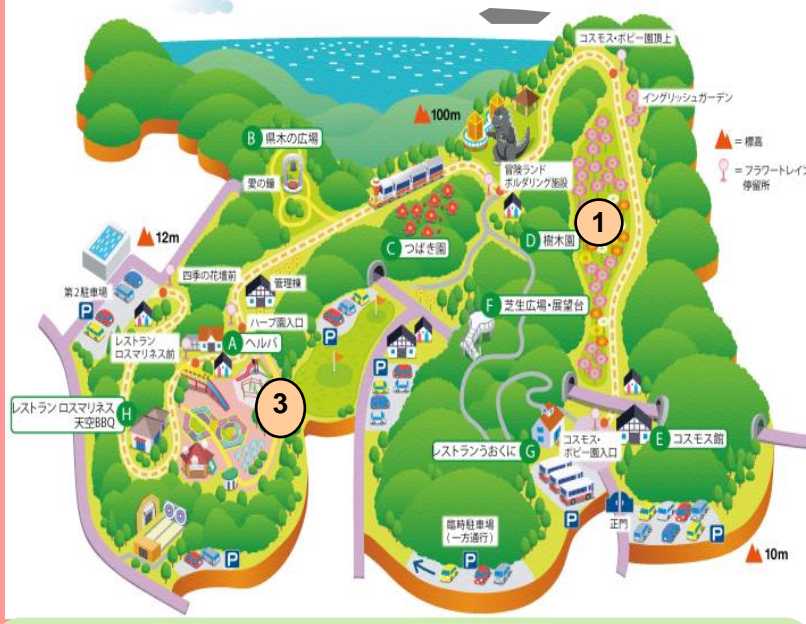 コスモス・ポピー園頂上
イングリッシュガーデン
100m
= 標高
= フラワートレイン
停留所
B 県木の広場
愛の鐘
冒険ランド
ボルダリング施設
1
12m
C つばき園
D 樹木園
第2駐車場
P
四季の花壇前
管理棟
F 芝生広場・展望台
ハーブ園入口
P
レストラン
ロスマリネス前
A ヘルバ
P
レストラン ロスマリネス
天空BBQ
H
3
レストランうおくに G
コスモス・
ポピー園入口
E コスモス館
臨時駐車場
(一方通行)
P
P
正門
P
P
10m